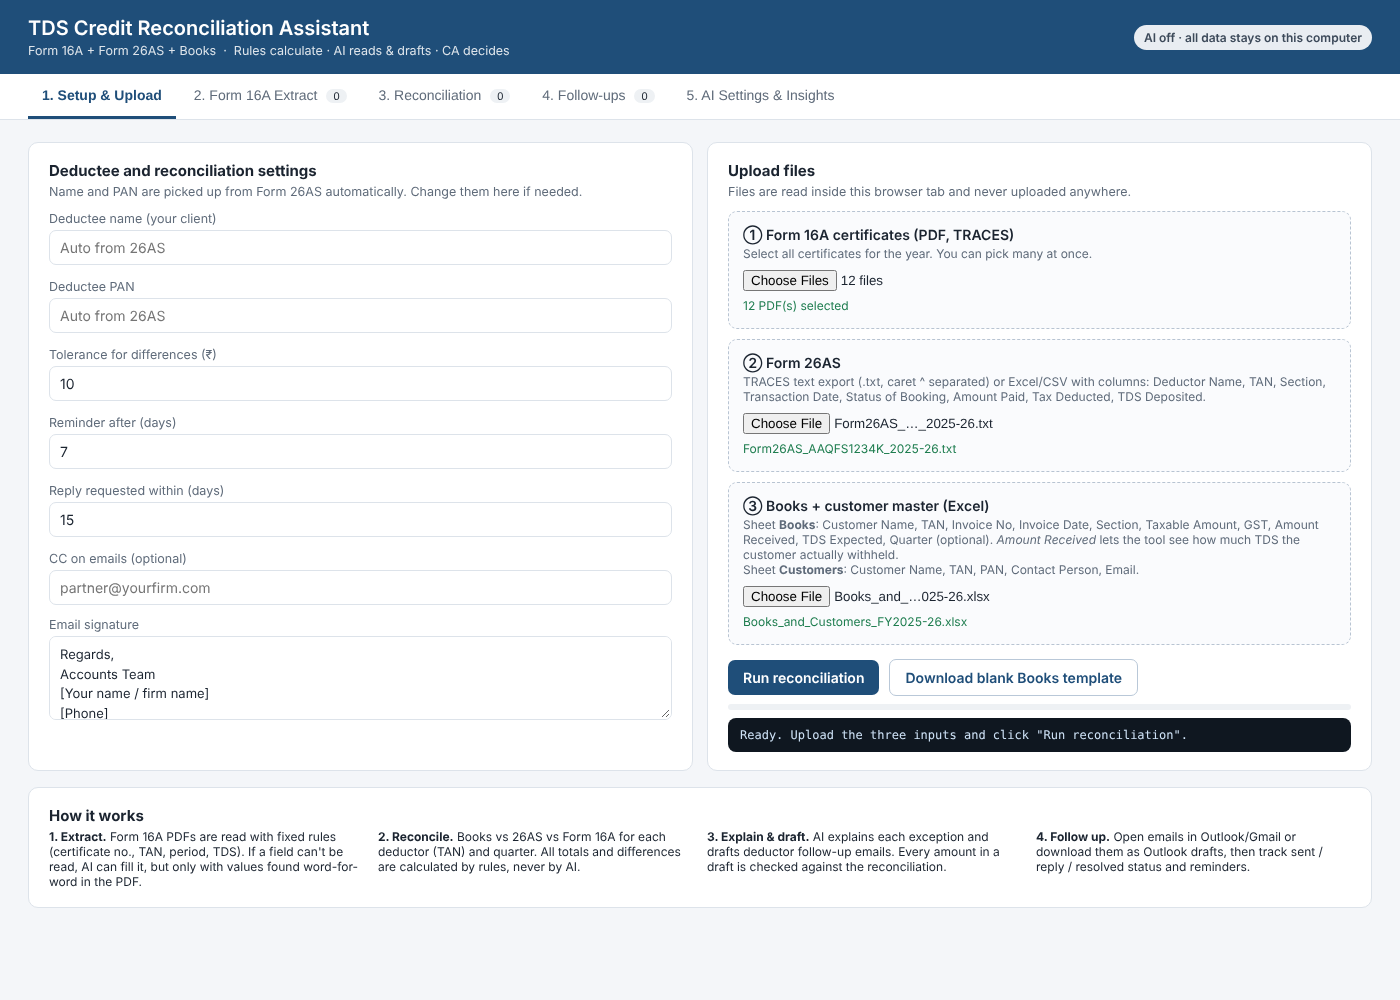 TDS Credit Reconciliation Assistant
Form 16A + Form 26AS + Books · Rules calculate · AI reads & drafts · CA decides
AI off · all data stays on this computer
1. Setup & Upload
2. Form 16A Extract 0
3. Reconciliation 0
4. Follow-ups 0
5. AI Settings & Insights
Deductee and reconciliation settings
Name and PAN are picked up from Form 26AS automatically. Change them here if needed.
Deductee name (your client)
Auto from 26AS
Deductee PAN
Auto from 26AS
Tolerance for differences (₹)
10
Reminder after (days)
7
Reply requested within (days)
15
CC on emails (optional)
partner@yourfirm.com
Email signature
Regards,
Accounts Team
[Your name / firm name]
[Phone]
Upload files
Files are read inside this browser tab and never uploaded anywhere.
① Form 16A certificates (PDF, TRACES)
Select all certificates for the year. You can pick many at once.
Choose Files 12 files
12 PDF(s) selected
② Form 26AS
TRACES text export (.txt, caret ^ separated) or Excel/CSV with columns: Deductor Name, TAN, Section,
Transaction Date, Status of Booking, Amount Paid, Tax Deducted, TDS Deposited.
Choose File Form26AS_..._2025-26.txt
Form26AS_AAQFS1234K_2025-26.txt
③ Books + customer master (Excel)
Sheet Books: Customer Name, TAN, Invoice No, Invoice Date, Section, Taxable Amount, GST, Amount
Received, TDS Expected, Quarter (optional). Amount Received lets the tool see how much TDS the
customer actually withheld.
Sheet Customers: Customer Name, TAN, PAN, Contact Person, Email.
Choose File Books_and_...025-26.xlsx
Books_and_Customers_FY2025-26.xlsx
Run reconciliation
Download blank Books template
Ready. Upload the three inputs and click "Run reconciliation".
How it works
1. Extract. Form 16A PDFs are read with fixed rules
(certificate no., TAN, period, TDS). If a field can't be
read, AI can fill it, but only with values found word-for-
word in the PDF.
2. Reconcile. Books vs 26AS vs Form 16A for each
deductor (TAN) and quarter. All totals and differences
are calculated by rules, never by AI.
3. Explain & draft. AI explains each exception and
drafts deductor follow-up emails. Every amount in a
draft is checked against the reconciliation.
4. Follow up. Open emails in Outlook/Gmail or
download them as Outlook drafts, then track sent /
reply / resolved status and reminders.